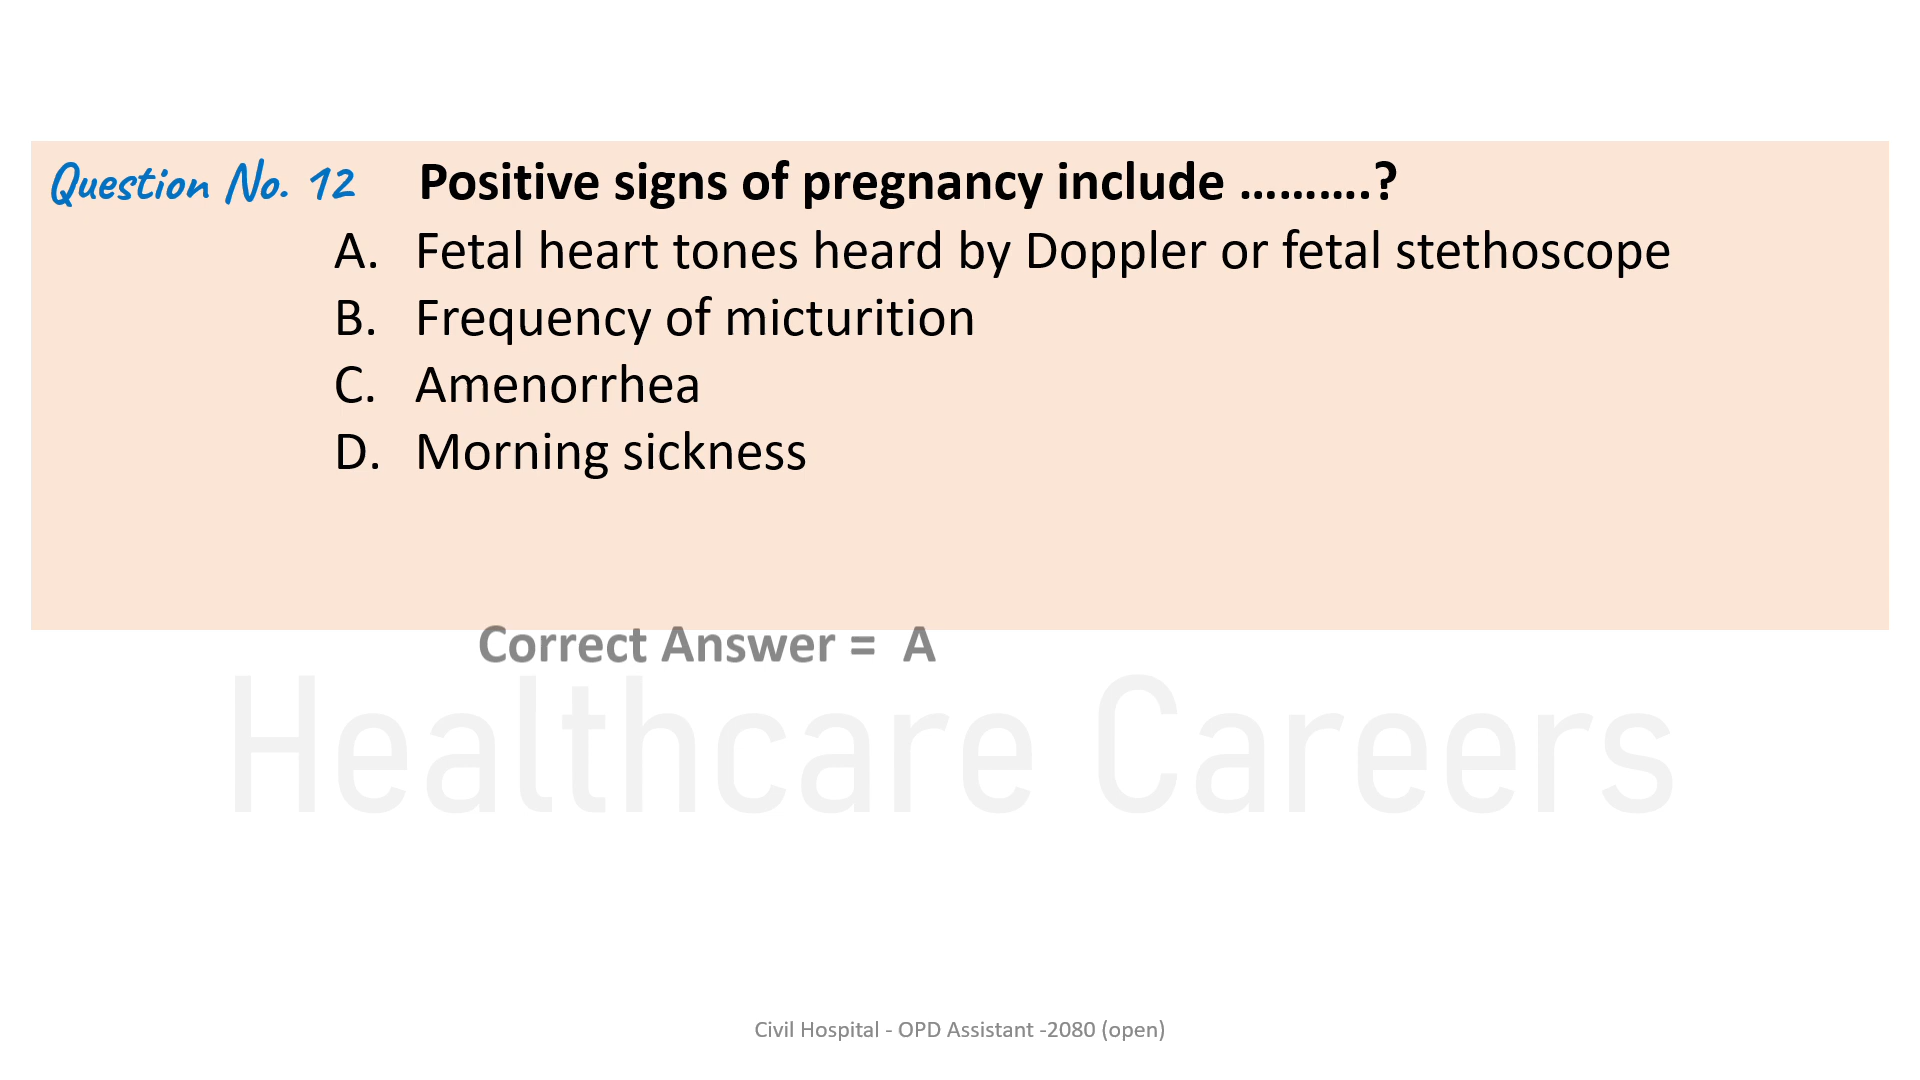 Question No. 12 Positive signs of pregnancy include ……….?
A. Fetal heart tones heard by Doppler or fetal stethoscope
B. Frequency of micturition
C. Amenorrhea
D. Morning sickness
Correct Answer = A
Healthcare Careers
Civil Hospital - OPD Assistant -2080 (open)